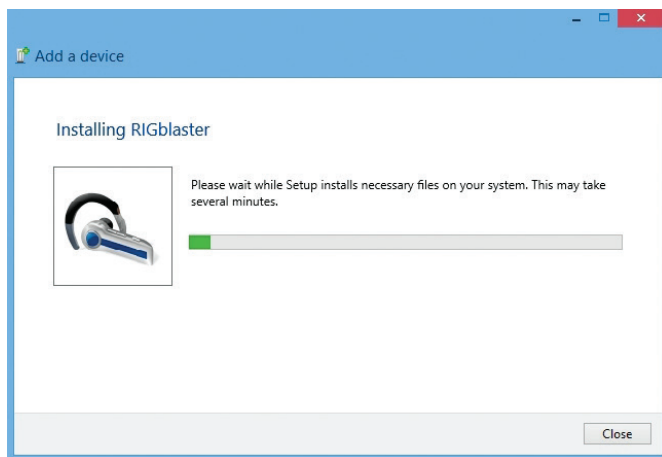 Add a device
Installing RIGblaster
Please wait while Setup installs necessary files on your system. This may take
several minutes.
Close